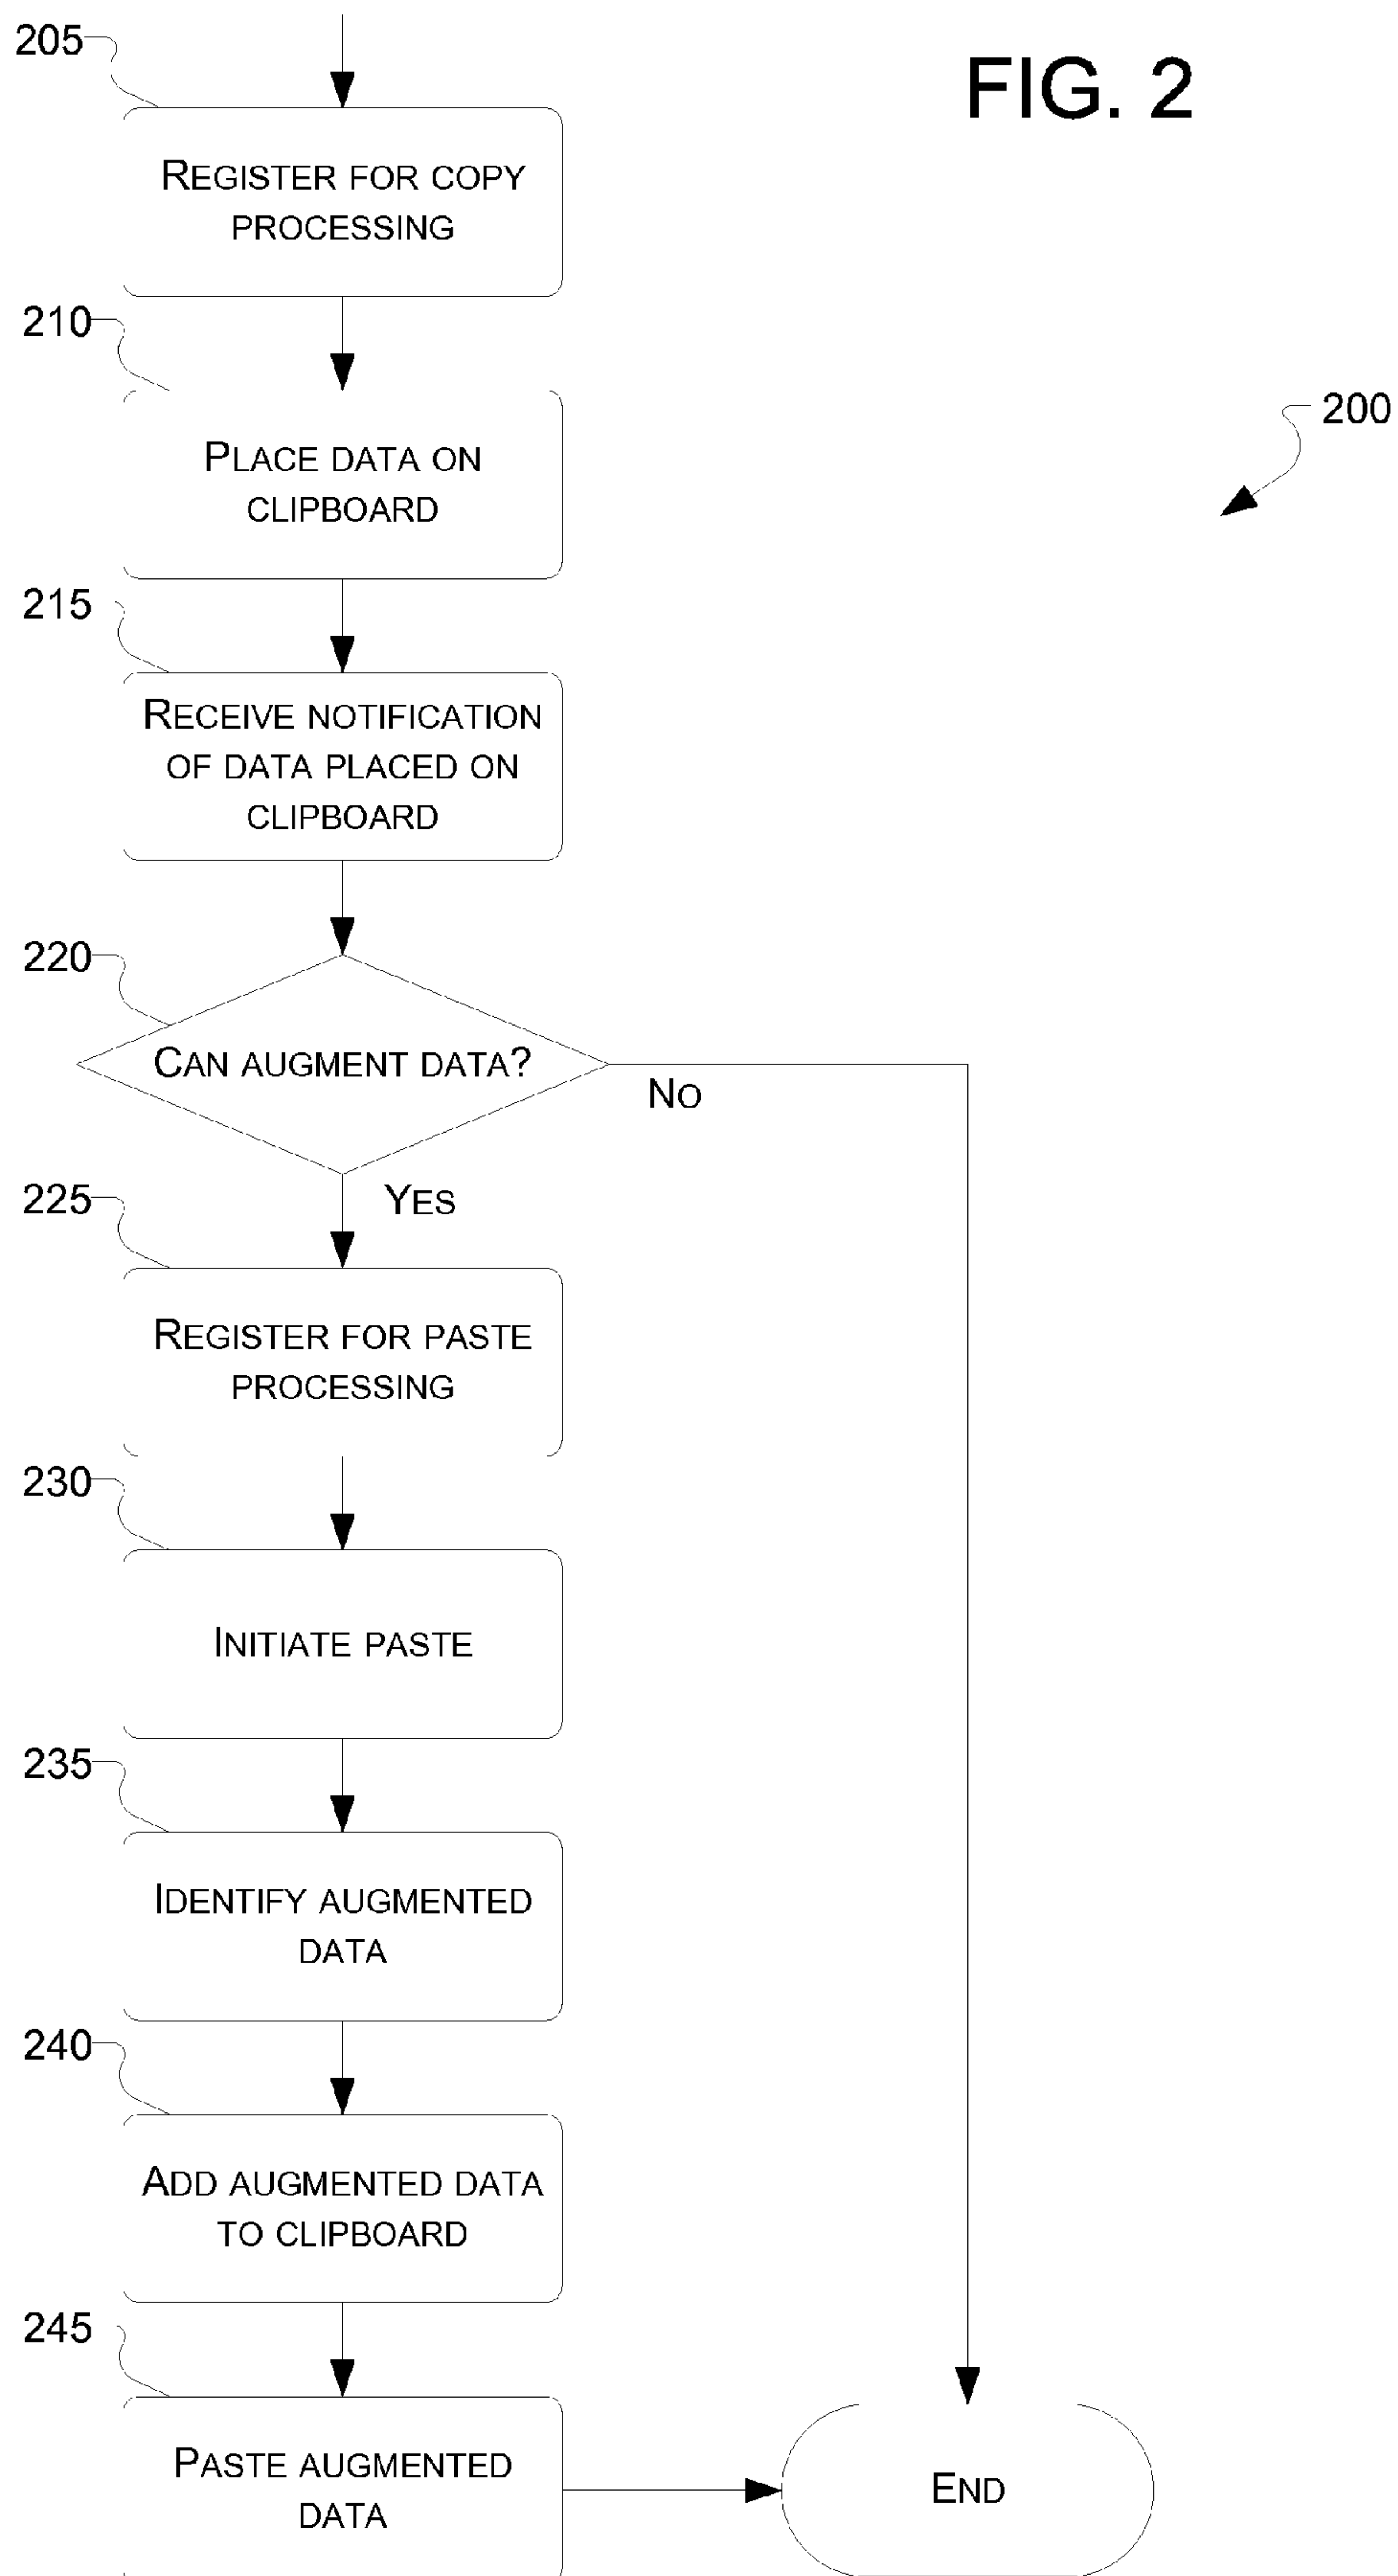 FIG. 2
200
205
REGISTER FOR COPY
PROCESSING
210
PLACE DATA ON
CLIPBOARD
215
RECEIVE NOTIFICATION
OF DATA PLACED ON
CLIPBOARD
220
CAN AUGMENT DATA?
NO
YES
225
REGISTER FOR PASTE
PROCESSING
230
INITIATE PASTE
235
IDENTIFY AUGMENTED
DATA
240
ADD AUGMENTED DATA
TO CLIPBOARD
245
PASTE AUGMENTED
DATA
END